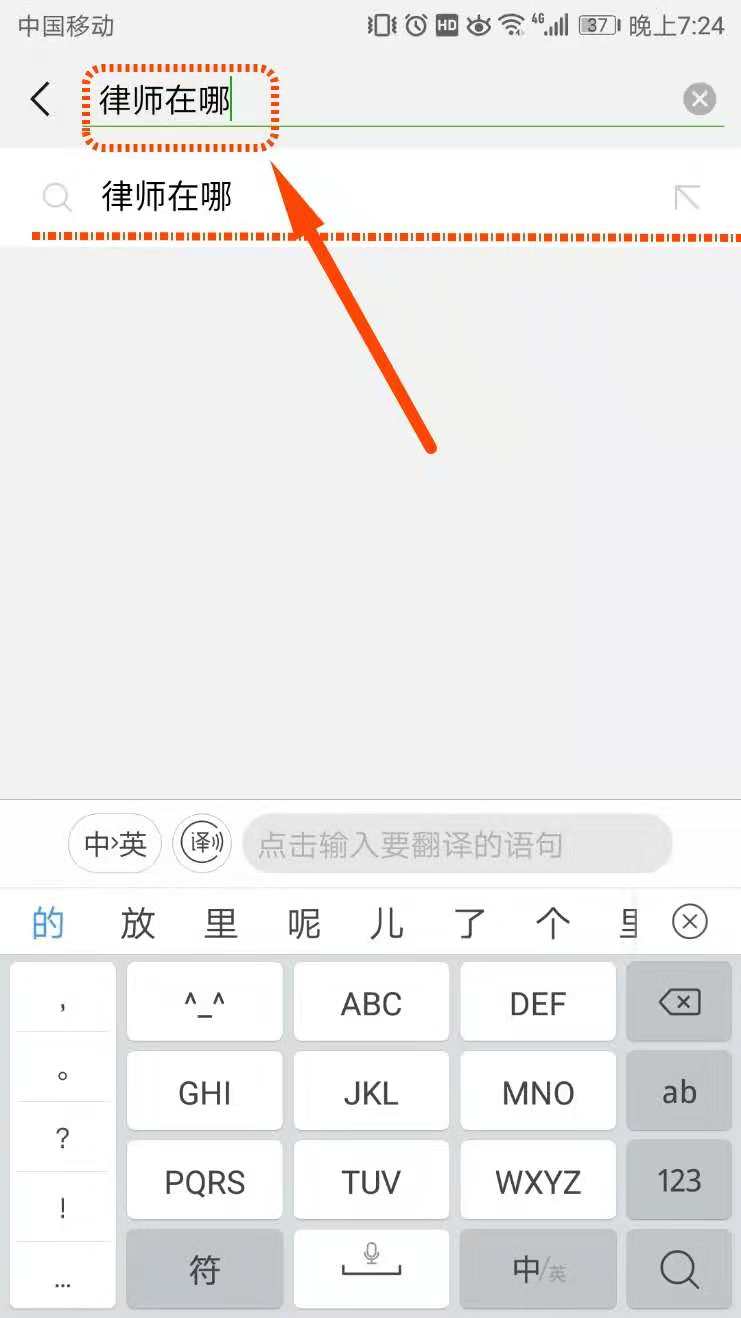 中国移动 HD 4G 37 晚上7:24
律师在哪
律师在哪
中>英 译 点击输入要翻译的语句
的 放 里 呢 儿 了 个
, ^_^ ABC DEF
。 GHI JKL MNO ab
? PQRS TUV WXYZ 123
!
... 符 中/英